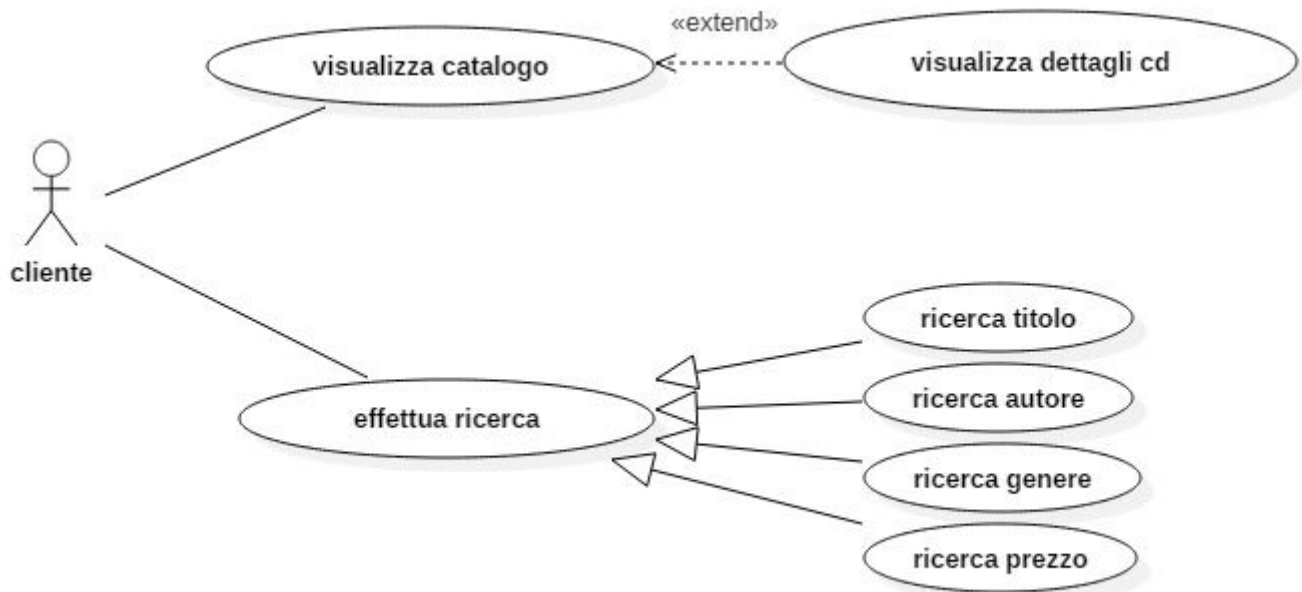 «extend»
visualizza catalogo
visualizza dettagli cd
cliente
ricerca titolo
ricerca autore
effettua ricerca
ricerca genere
ricerca prezzo